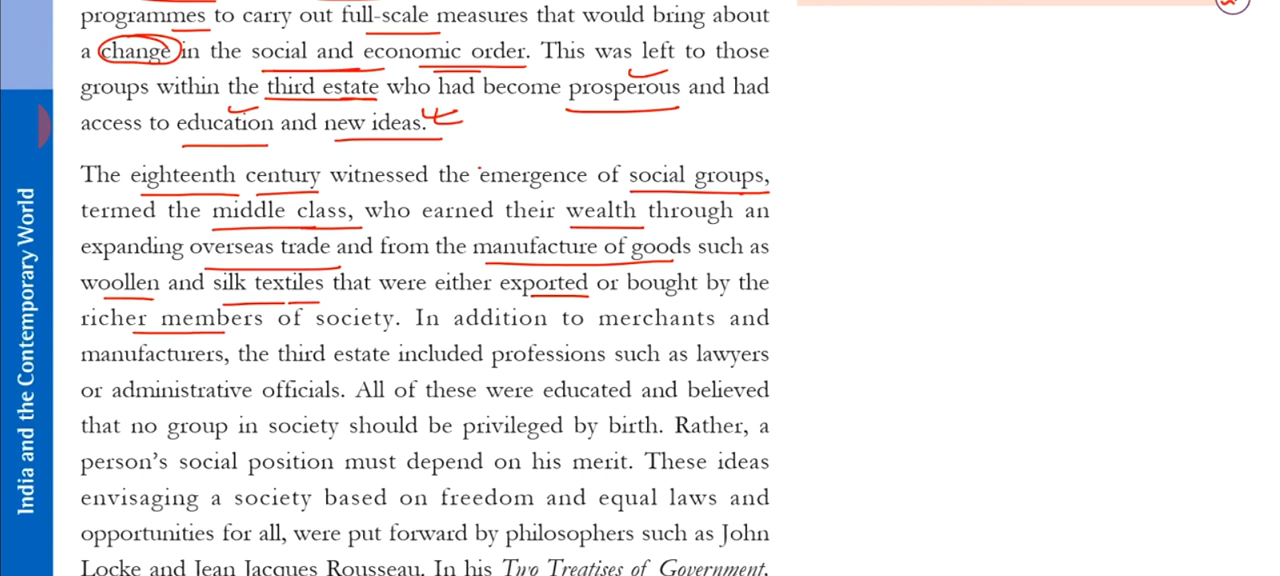 programmes to carry out full-scale measures that would bring about
a change in the social and economic order. This was left to those
groups within the third estate who had become prosperous and had
access to education and new ideas.
The eighteenth century witnessed the emergence of social groups,
termed the middle class, who earned their wealth through an
expanding overseas trade and from the manufacture of goods such as
woollen and silk textiles that were either exported or bought by the
richer members of society. In addition to merchants and
manufacturers, the third estate included professions such as lawyers
or administrative officials. All of these were educated and believed
that no group in society should be privileged by birth. Rather, a
person's social position must depend on his merit. These ideas
envisaging a society based on freedom and equal laws and
opportunities for all, were put forward by philosophers such as John
Locke and Jean Jacques Rousseau. In his Two Treatises of Government,
India and the Contemporary World